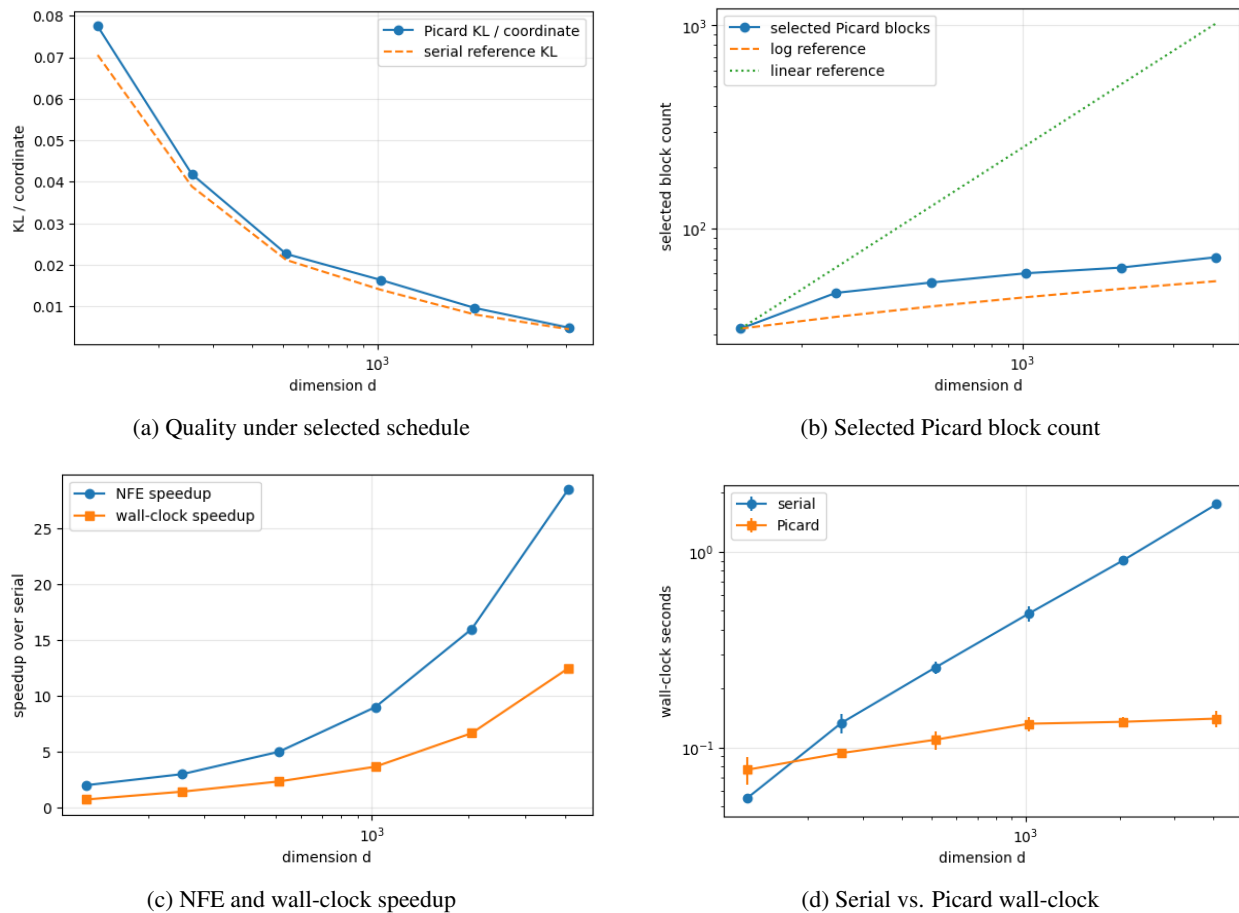 0.08
0.07
0.06
0.05
0.04
0.03
0.02
0.01
KL / coordinate
Picard KL / coordinate
serial reference KL
10³
dimension d
(a) Quality under selected schedule
10³
10²
selected block count
selected Picard blocks
log reference
linear reference
10³
dimension d
(b) Selected Picard block count
25
20
15
10
5
0
speedup over serial
NFE speedup
wall-clock speedup
10³
dimension d
(c) NFE and wall-clock speedup
10⁰
10⁻¹
wall-clock seconds
serial
Picard
10³
dimension d
(d) Serial vs. Picard wall-clock